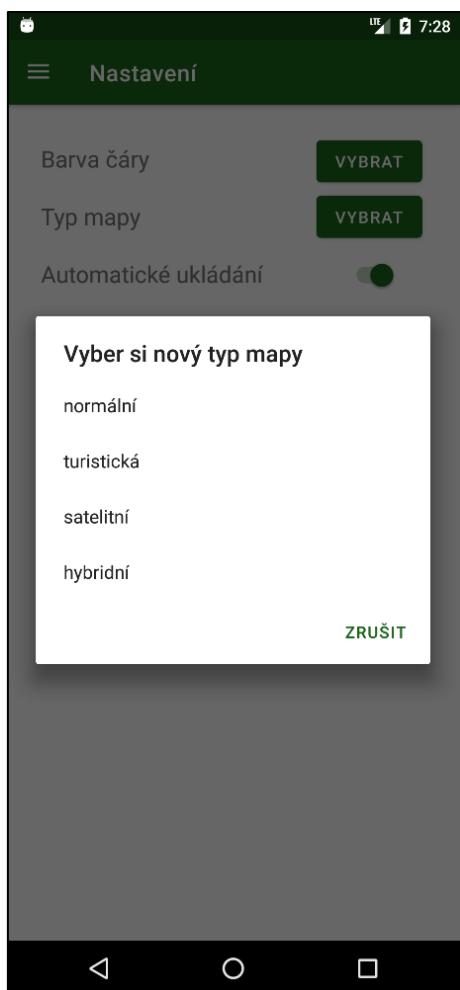 LTE 7:28
Nastavení
Barva čáry VYBRAT
Typ mapy VYBRAT
Automatické ukládání
Vyber si nový typ mapy
normální
turistická
satelitní
hybridní
ZRUŠIT